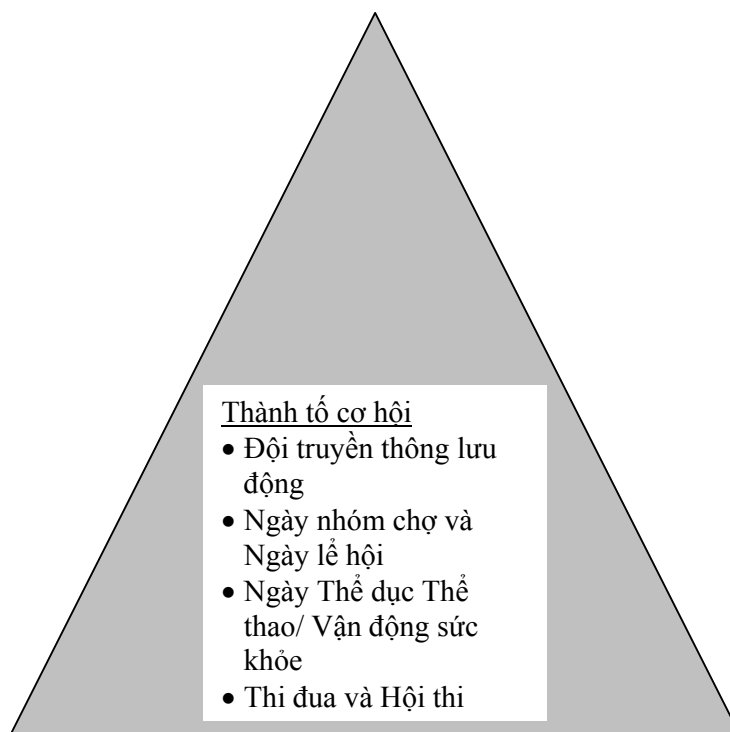 Thành tố cơ hội
• Đội truyền thông lưu
động
• Ngày nhóm chợ và
Ngày lể hội
• Ngày Thể dục Thể
thao/ Vận động sức
khỏe
• Thi đua và Hội thi